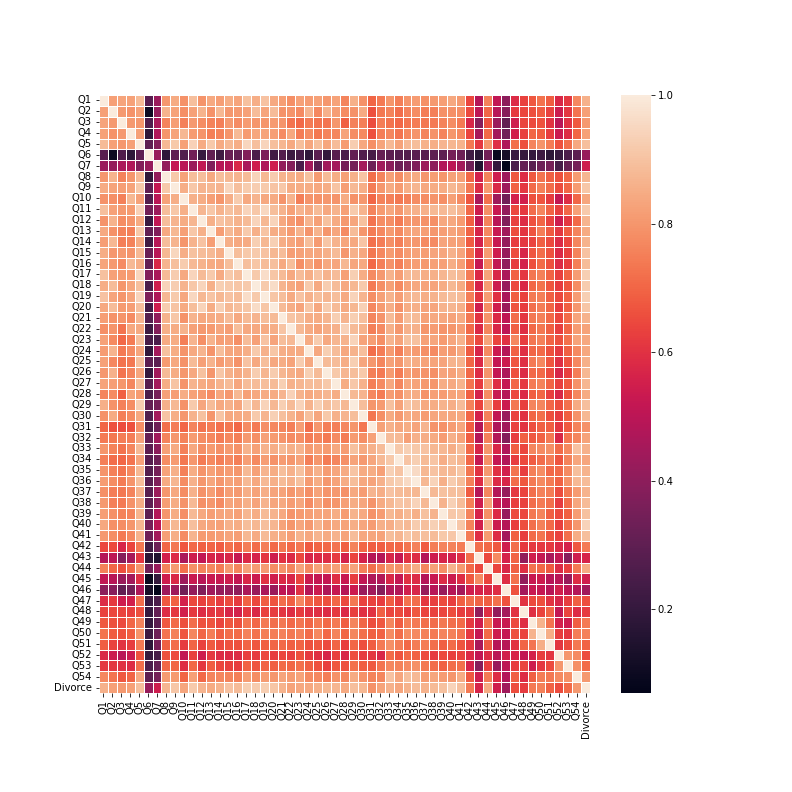 Q1
Q2
Q3
Q4
Q5
Q6
Q7
Q8
Q9
Q10
Q11
Q12
Q13
Q14
Q15
Q16
Q17
Q18
Q19
Q20
Q21
Q22
Q23
Q24
Q25
Q26
Q27
Q28
Q29
Q30
Q31
Q32
Q33
Q34
Q35
Q36
Q37
Q38
Q39
Q40
Q41
Q42
Q43
Q44
Q45
Q46
Q47
Q48
Q49
Q50
Q51
Q52
Q53
Q54
Divorce
Q1
Q2
Q3
Q4
Q5
Q6
Q7
Q8
Q9
Q10
Q11
Q12
Q13
Q14
Q15
Q16
Q17
Q18
Q19
Q20
Q21
Q22
Q23
Q24
Q25
Q26
Q27
Q28
Q29
Q30
Q31
Q32
Q33
Q34
Q35
Q36
Q37
Q38
Q39
Q40
Q41
Q42
Q43
Q44
Q45
Q46
Q47
Q48
Q49
Q50
Q51
Q52
Q53
Q54
Divorce
1.0
0.8
0.6
0.4
0.2